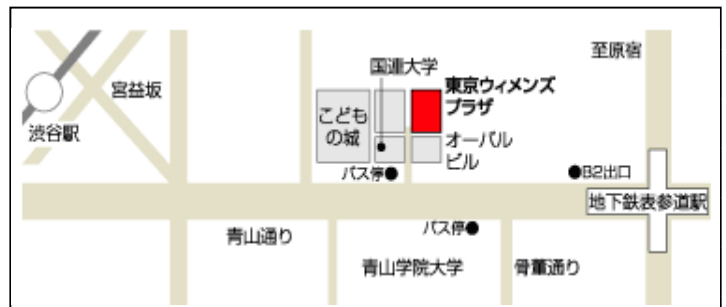 国連大学
至原宿
宮益坂
東京ウィメンズ
プラザ
こども
の城
渋谷駅
オーバル
ビル
バス停●
●B2出口
地下鉄表参道駅
青山通り
バス停●
青山学院大学
骨董通り